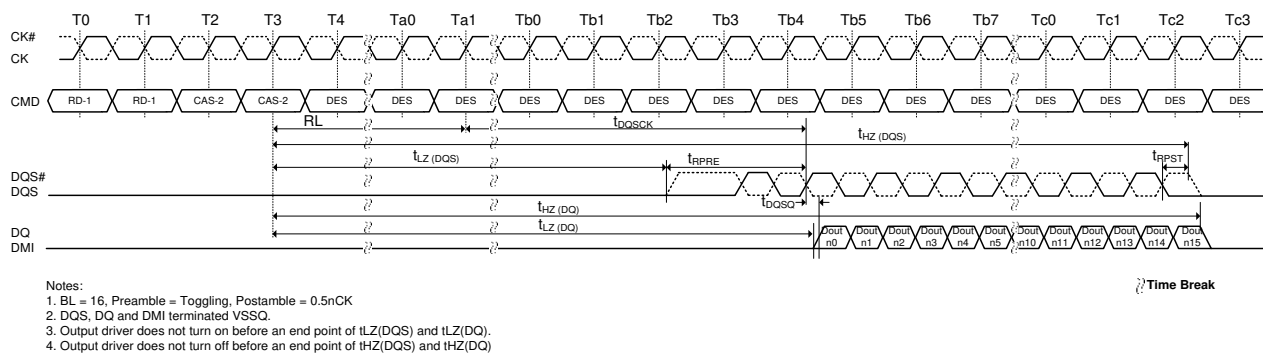 T0 T1 T2 T3 T4 Ta0 Ta1 Tb0 Tb1 Tb2 Tb3 Tb4 Tb5 Tb6 Tb7 Tc0 Tc1 Tc2 Tc3
CK#
CK
CMD RD-1 RD-1 CAS-2 CAS-2 DES DES DES DES DES DES DES DES DES DES DES DES DES DES DES
RL tDQSCK
tHZ (DQS)
tLZ (DQS) tRPRE tRPST
DQS#
DQS
tDQSQ
tHZ (DQ)
tLZ (DQ)
DQ
DMI
Dout n0 Dout n1 Dout n2 Dout n3 Dout n4 Dout n5 Dout n10 Dout n11 Dout n12 Dout n13 Dout n14 Dout n15
Time Break
Notes:
1. BL = 16, Preamble = Toggling, Postamble = 0.5nCK
2. DQS, DQ and DMI terminated VSSQ.
3. Output driver does not turn on before an end point of tLZ(DQS) and tLZ(DQ).
4. Output driver does not turn off before an end point of tHZ(DQS) and tHZ(DQ)